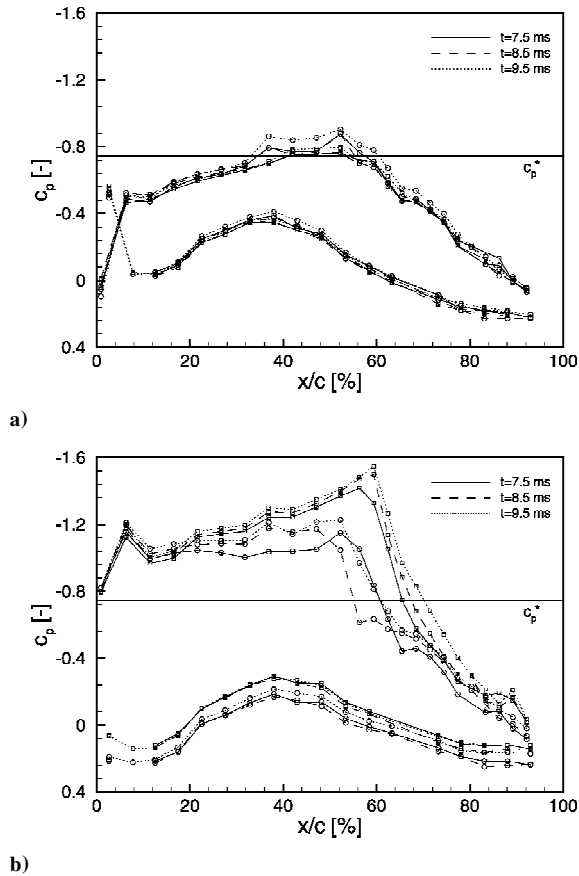 -1.6
-1.2
-0.8
-0.4
0
0.4
c_p [-]
t=7.5 ms
t=8.5 ms
t=9.5 ms
c_p^*
0 20 40 60 80 100
x/c [%]
a)
-1.6
-1.2
-0.8
-0.4
0
0.4
c_p [-]
t=7.5 ms
t=8.5 ms
t=9.5 ms
c_p^*
0 20 40 60 80 100
x/c [%]
b)